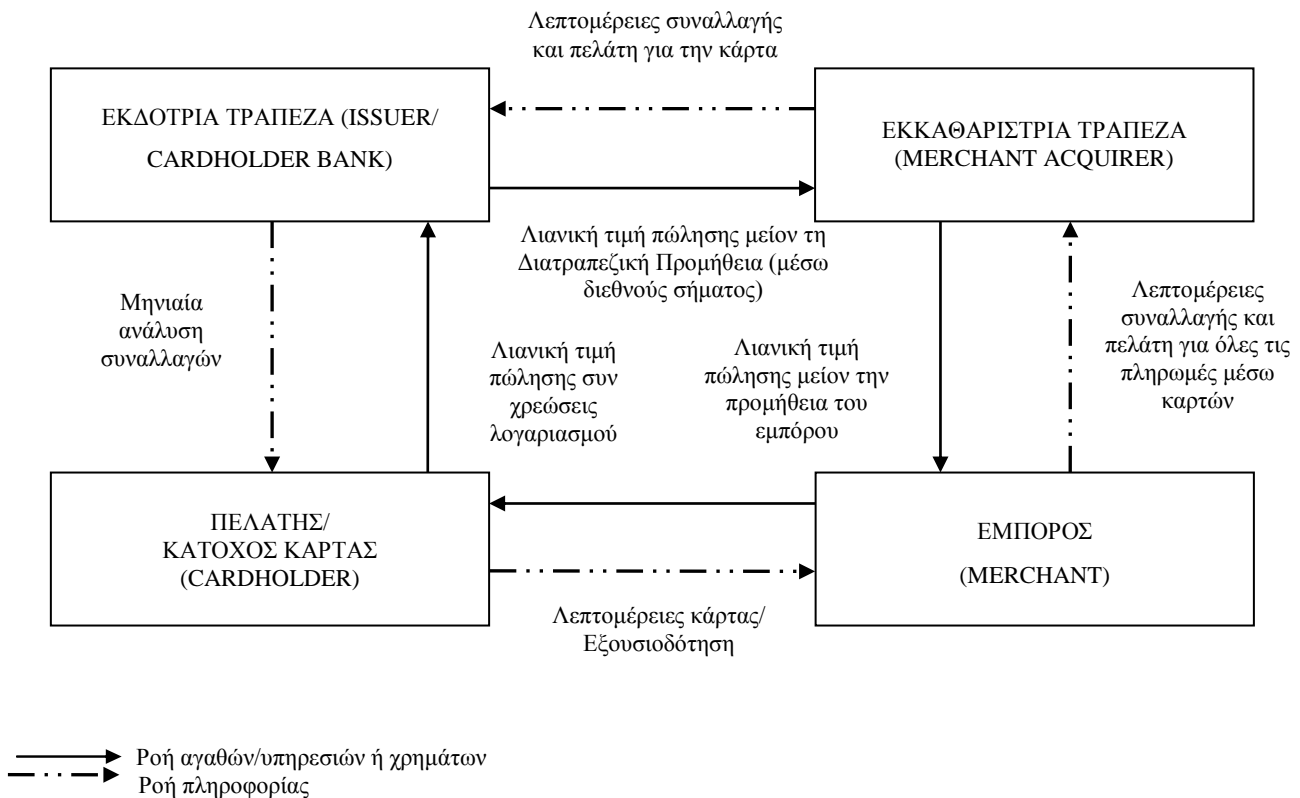 Λεπτομέρειες συναλλαγής
και πελάτη για την κάρτα
ΕΚΔΟΤΡΙΑ ΤΡΑΠΕΖΑ (ISSUER/
CARDHOLDER BANK)
ΕΚΚΑΘΑΡΙΣΤΡΙΑ ΤΡΑΠΕΖΑ
(MERCHANT ACQUIRER)
Λιανική τιμή πώλησης μείον τη
Διατραπεζική Προμήθεια (μέσω
διεθνούς σήματος)
Μηνιαία
ανάλυση
συναλλαγών
Λιανική τιμή
πώλησης συν
χρεώσεις
λογαριασμού
Λιανική τιμή
πώλησης μείον την
προμήθεια του
εμπόρου
Λεπτομέρειες
συναλλαγής και
πελάτη για όλες τις
πληρωμές μέσω
καρτών
ΠΕΛΑΤΗΣ/
ΚΑΤΟΧΟΣ ΚΑΡΤΑΣ
(CARDHOLDER)
ΕΜΠΟΡΟΣ
(MERCHANT)
Λεπτομέρειες κάρτας/
Εξουσιοδότηση
Ροή αγαθών/υπηρεσιών ή χρημάτων
Ροή πληροφορίας